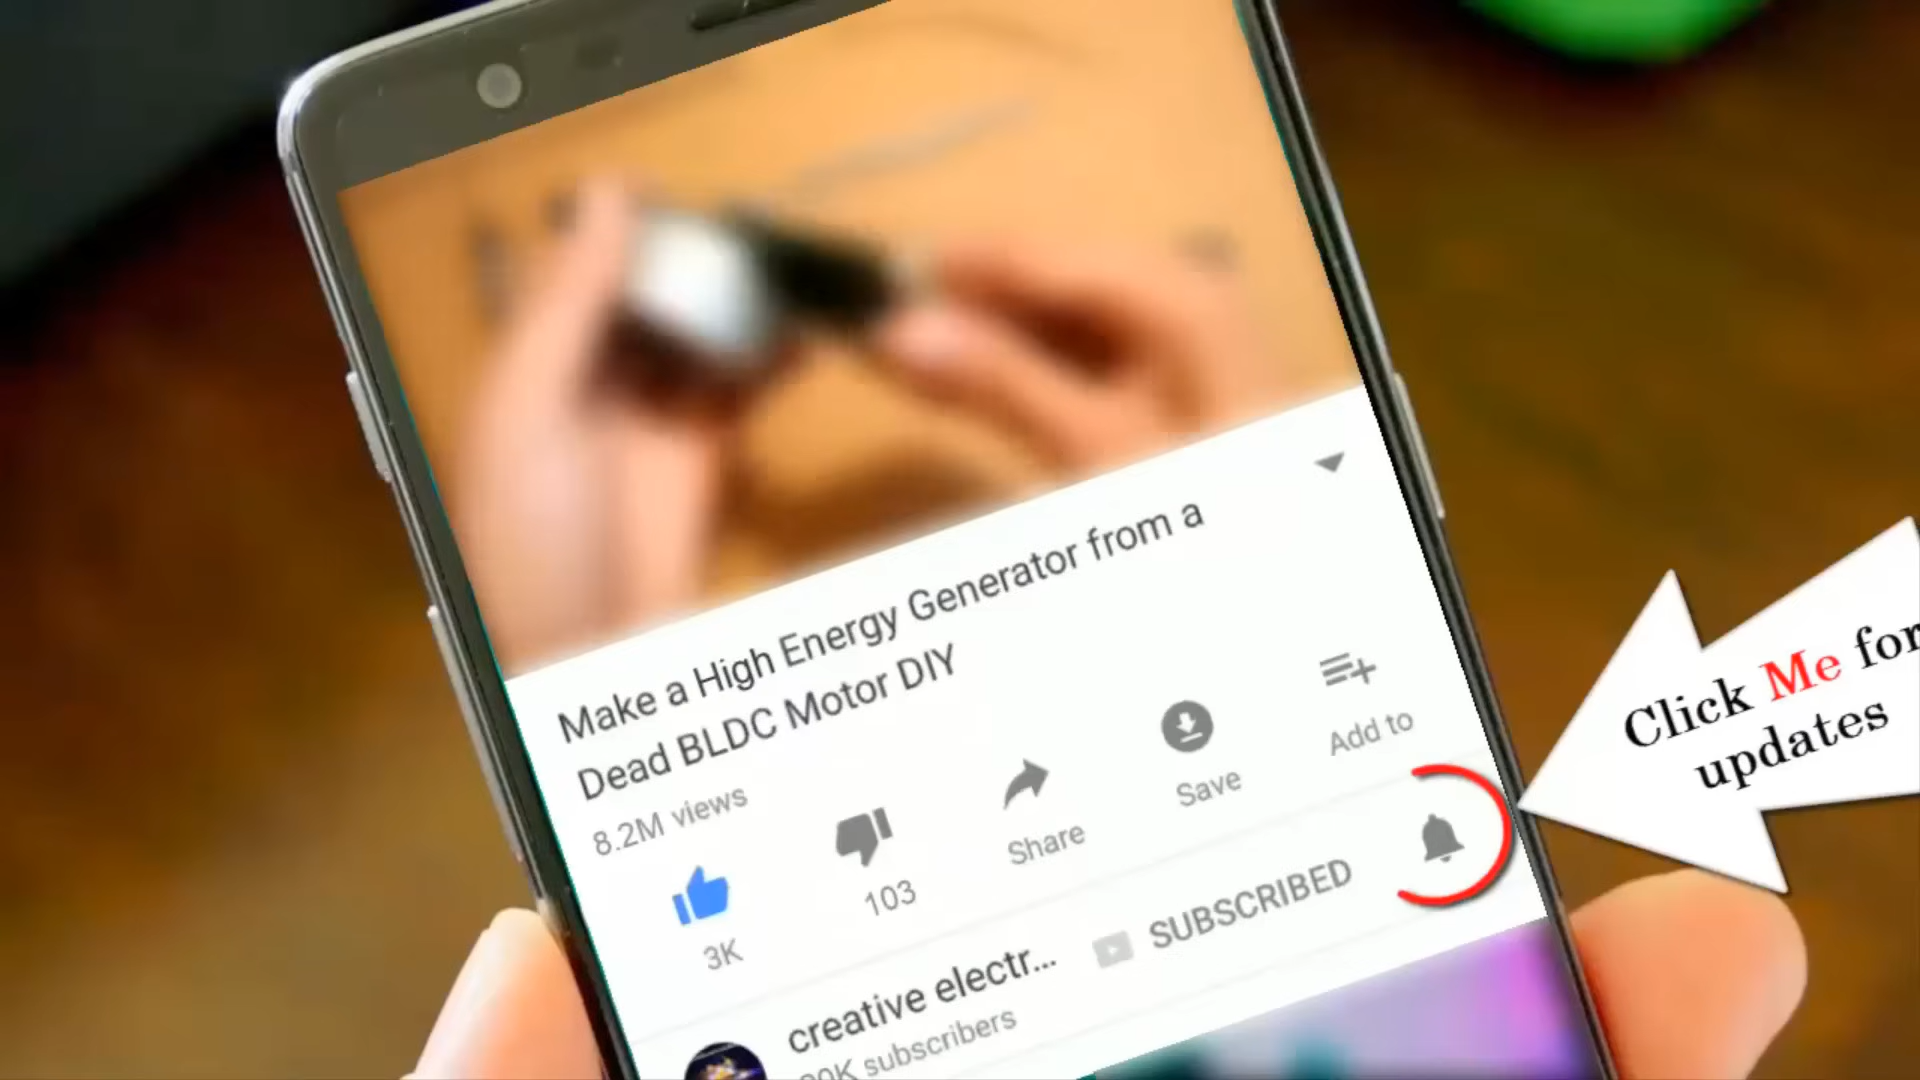 Make a High Energy Generator from a
Dead BLDC Motor DIY
8.2M views
3K
103
Share
Save
Add to
creative electr...
SUBSCRIBED
subscribers
Click Me for
updates